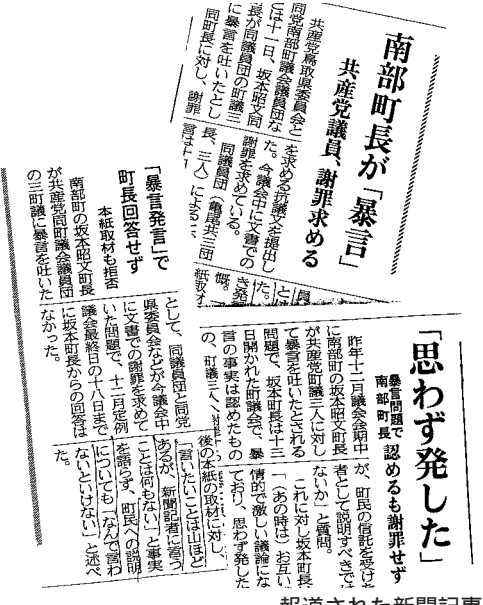 南部町長が「暴言」
共産党議員、謝罪求める
共産党鳥取県委員会と
同党南部町議会議員団な
どは十一日、坂本昭文同
町長が同議員団の町議三
人に暴言を吐いたとし
同町長に対し、謝罪
を求める抗議文を提出し
た。今議会中に文書での
謝罪を求めている。
同議員団(亀尾共三団
長、三人)による
「暴言発言」で
町長回答せず
本紙取材も拒否
南部町の坂本昭文町長
が共産党同町議会議員団
の三町議に暴言を吐いた
として、同議員団と同党
県委員会などが今議会中
に文書での謝罪を求めて
いた問題で、十二月定例
議会最終日の十八日まで
に坂本町長からの回答は
なかった。
「思わず発した」
暴言問題で
南部町長
認めるも謝罪せず
昨年十二月議会会期中
に南部町の坂本昭文町長
が共産党町議三人に対し
て暴言を吐いたとされる
問題で、坂本町長は十三
日開かれた町議会で、暴
言の事実は認めたもの
の、町議三人へ謝罪
が、町民の信託を受けた
者として説明すべきでは
ないか」と質問。
これに対し坂本町長は
「(あの時は)お互い感
情的で激しい議論にな
ており、思わず発した
後の本紙の取材に対し、
「言いたいことは山ほど
あるが、新聞記者に言う
ことは何もない」と事実
を語らず、町民への説明
についても「なんで言わ
ないといけない」と述べ
た。
報道された新聞記事